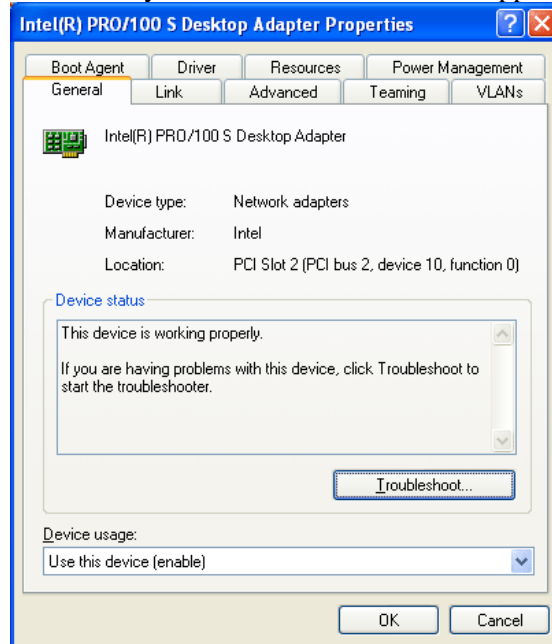 Intel(R) PRO/100 S Desktop Adapter Properties
Boot Agent Driver Resources Power Management
General Link Advanced Teaming VLANs
Intel(R) PRO/100 S Desktop Adapter
Device type: Network adapters
Manufacturer: Intel
Location: PCI Slot 2 (PCI bus 2, device 10, function 0)
Device status
This device is working properly.
If you are having problems with this device, click Troubleshoot to
start the troubleshooter.
Troubleshoot...
Device usage:
Use this device (enable)
OK Cancel